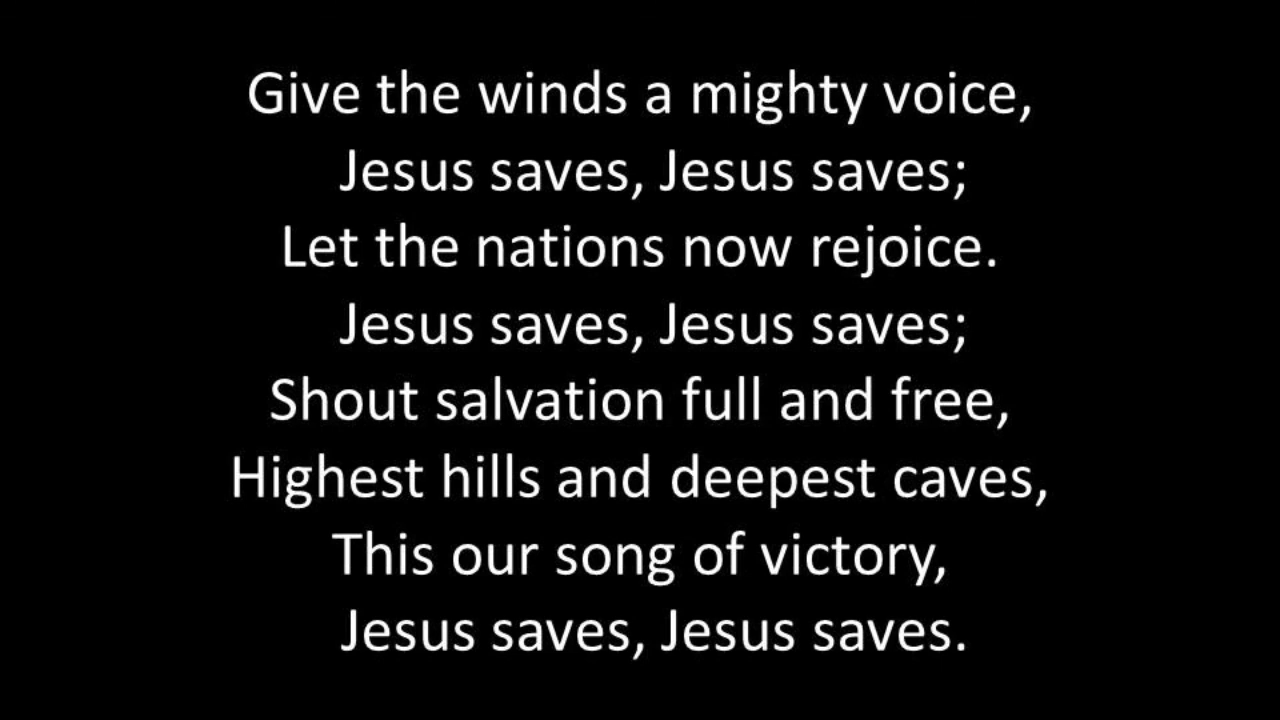 Give the winds a mighty voice,
Jesus saves, Jesus saves;
Let the nations now rejoice.
Jesus saves, Jesus saves;
Shout salvation full and free,
Highest hills and deepest caves,
This our song of victory,
Jesus saves, Jesus saves.